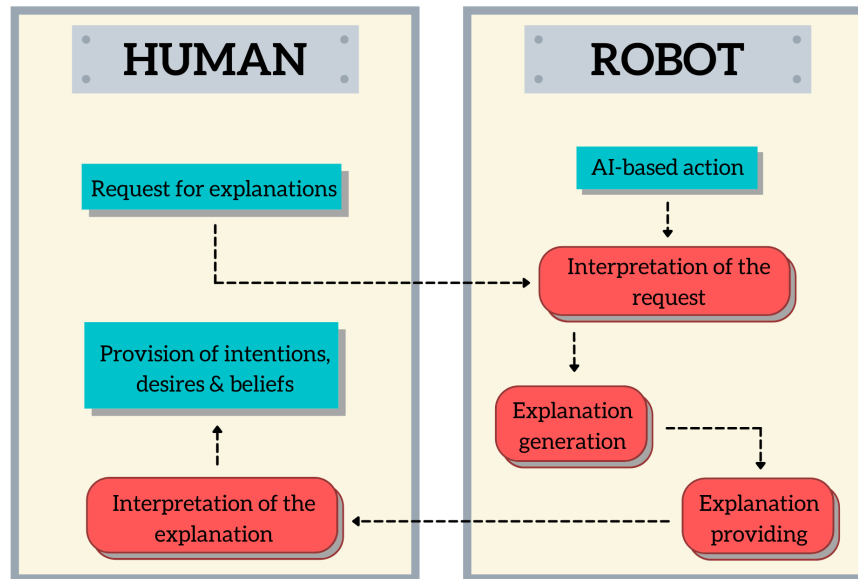 HUMAN
Request for explanations
Provision of intentions,
desires & beliefs
Interpretation of the
explanation
ROBOT
AI-based action
Interpretation of the
request
Explanation
generation
Explanation
providing